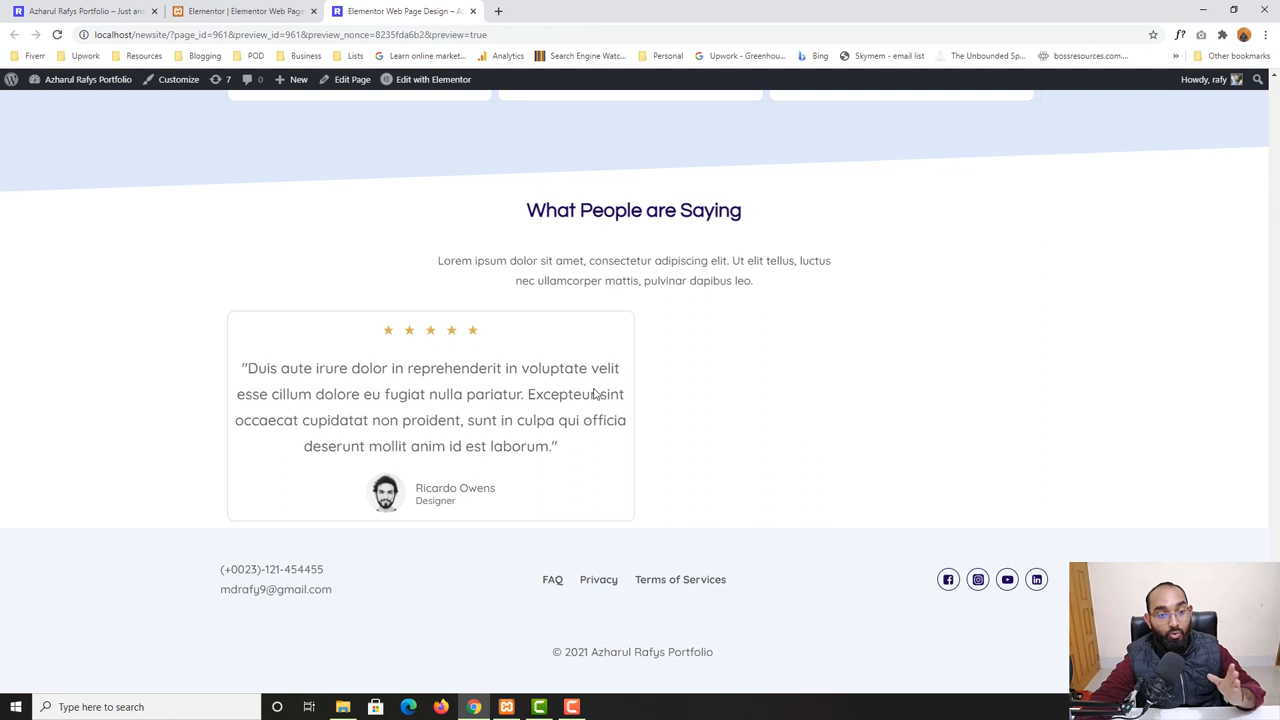 Azharul Rafys Portfolio – Just and
Elementor | Elementor Web Page
Elementor Web Page Design – A
localhost/newsite/?page_id=961&preview_id=961&preview_nonce=8235fda6b2&preview=true
Fiverr
Upwork
Resources
Blogging
POD
Business
Lists
Learn online market...
Analytics
Search Engine Watc...
Personal
Upwork - Greenhou...
Bing
Skymem - email list
The Unbounded Sp...
bossresources.com...
Other bookmarks
Azharul Rafys Portfolio
Customize
7
0
New
Edit Page
Edit with Elementor
Howdy, rafy
What People are Saying
Lorem ipsum dolor sit amet, consectetur adipiscing elit. Ut elit tellus, luctus
nec ullamcorper mattis, pulvinar dapibus leo.
"Duis aute irure dolor in reprehenderit in voluptate velit
esse cillum dolore eu fugiat nulla pariatur. Excepteur sint
occaecat cupidatat non proident, sunt in culpa qui officia
deserunt mollit anim id est laborum."
Ricardo Owens
Designer
(+0023)-121-454455
mdrafy9@gmail.com
FAQ
Privacy
Terms of Services
© 2021 Azharul Rafys Portfolio
Type here to search